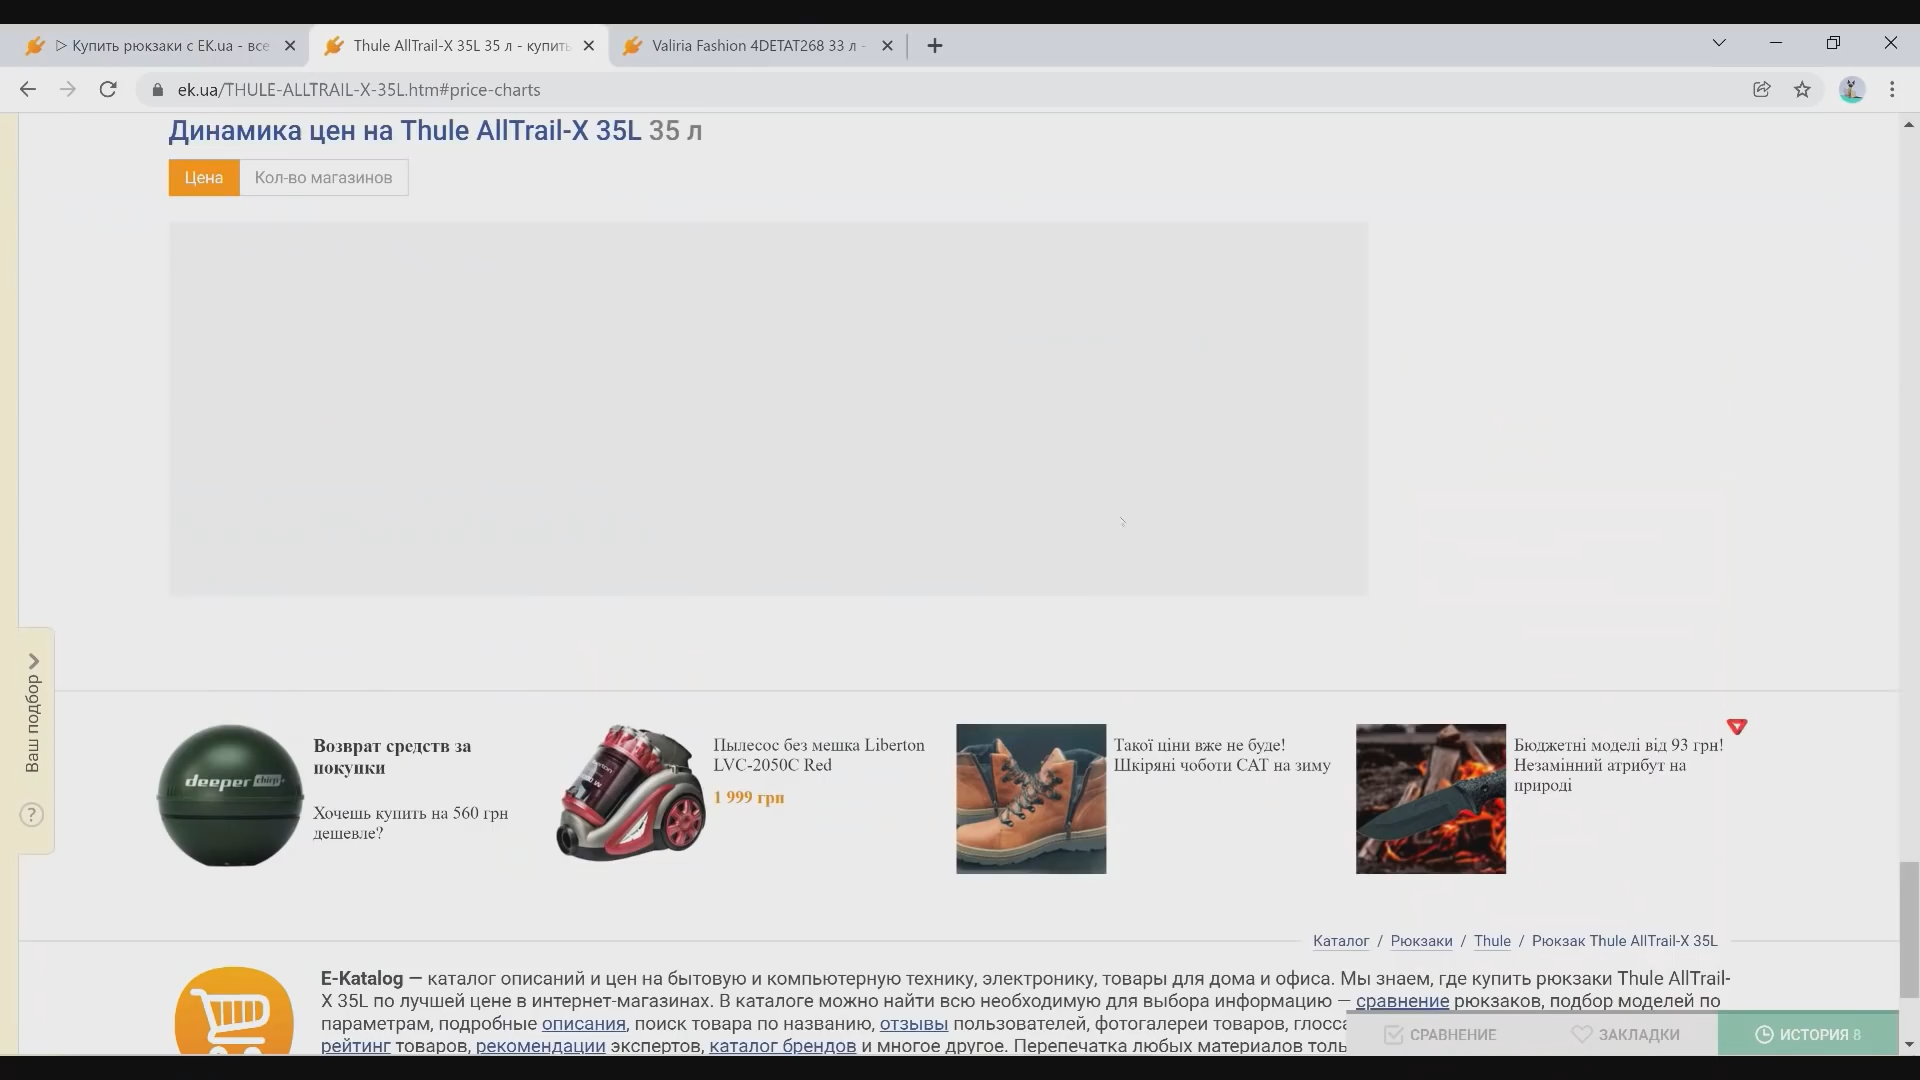 ▷ Купить рюкзаки с EK.ua - все
Thule AllTrail-X 35L 35 л - купить
Valiria Fashion 4DETAT268 33 л -
ek.ua/THULE-ALLTRAIL-X-35L.htm#price-charts
Динамика цен на Thule AllTrail-X 35L 35 л
Цена
Кол-во магазинов
Ваш подбор
?
deeper chirp+
Возврат средств за
покупки
Хочешь купить на 560 грн
дешевле?
Пылесос без мешка Liberton
LVC-2050C Red
1 999 грн
Такої ціни вже не буде!
Шкіряні чоботи CAT на зиму
Бюджетні моделі від 93 грн!
Незамінний атрибут на
природі
Каталог / Рюкзаки / Thule / Рюкзак Thule AllTrail-X 35L
E-Katalog — каталог описаний и цен на бытовую и компьютерную технику, электронику, товары для дома и офиса. Мы знаем, где купить рюкзаки Thule AllTrail-
X 35L по лучшей цене в интернет-магазинах. В каталоге можно найти всю необходимую для выбора информацию — сравнение рюкзаков, подбор моделей по
параметрам, подробные описания, поиск товара по названию, отзывы пользователей, фотогалереи товаров, глосса
рейтинг товаров, рекомендации экспертов, каталог брендов и многое другое. Перепечатка любых материалов толь
СРАВНЕНИЕ
ЗАКЛАДКИ
ИСТОРИЯ 8